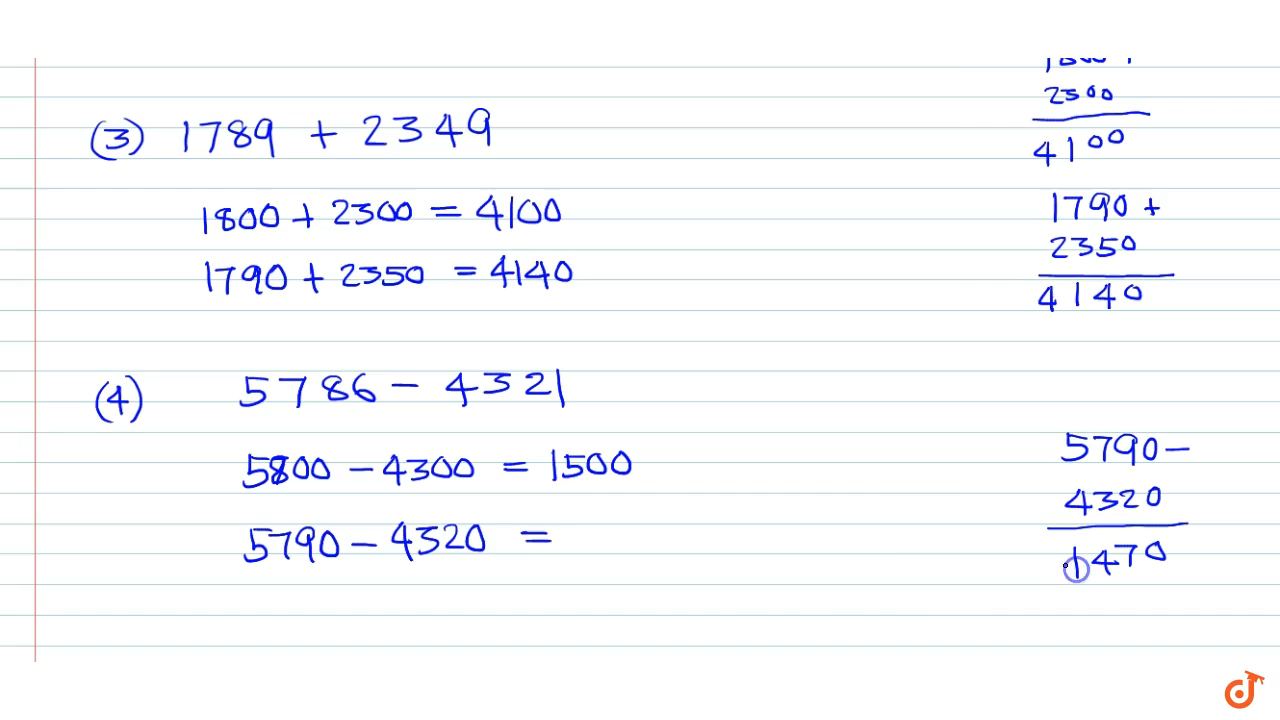 (3) 1789 + 2349
1800 + 2300 = 4100
1790 + 2350 = 4140
2300
4100
1790 +
2350
4140
(4) 5786 - 4321
5800 - 4300 = 1500
5790 - 4320 =
5790 -
4320
1470